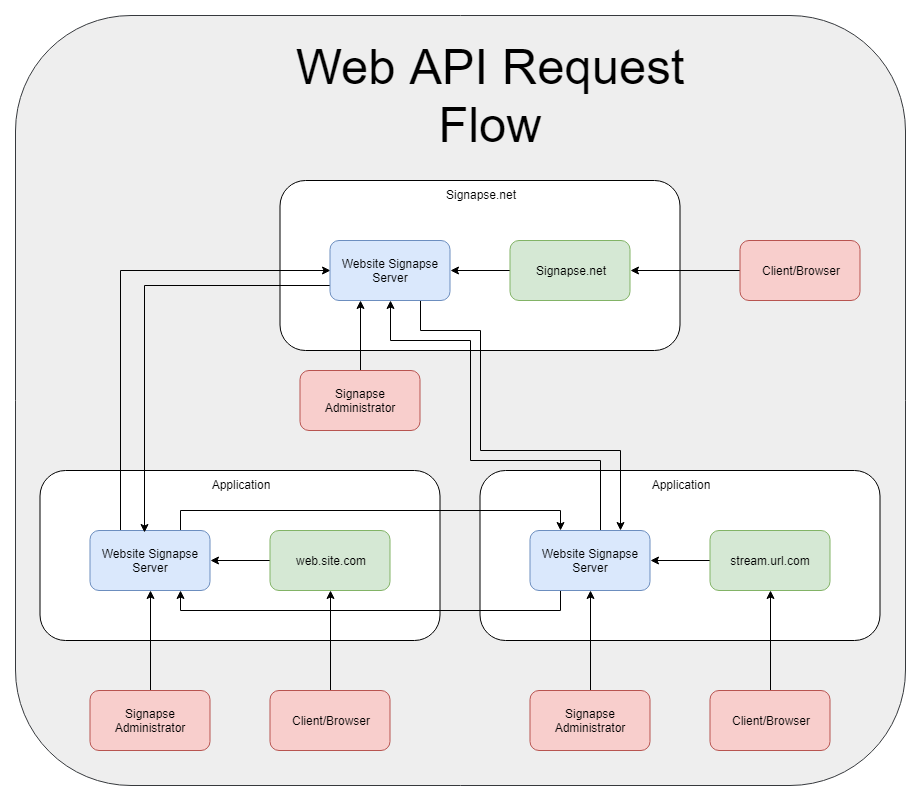 Web API Request
Flow
Signapse.net
Website Signapse
Server
Signapse.net
Client/Browser
Signapse
Administrator
Application
Application
Website Signapse
Server
web.site.com
Website Signapse
Server
stream.url.com
Signapse
Administrator
Client/Browser
Signapse
Administrator
Client/Browser